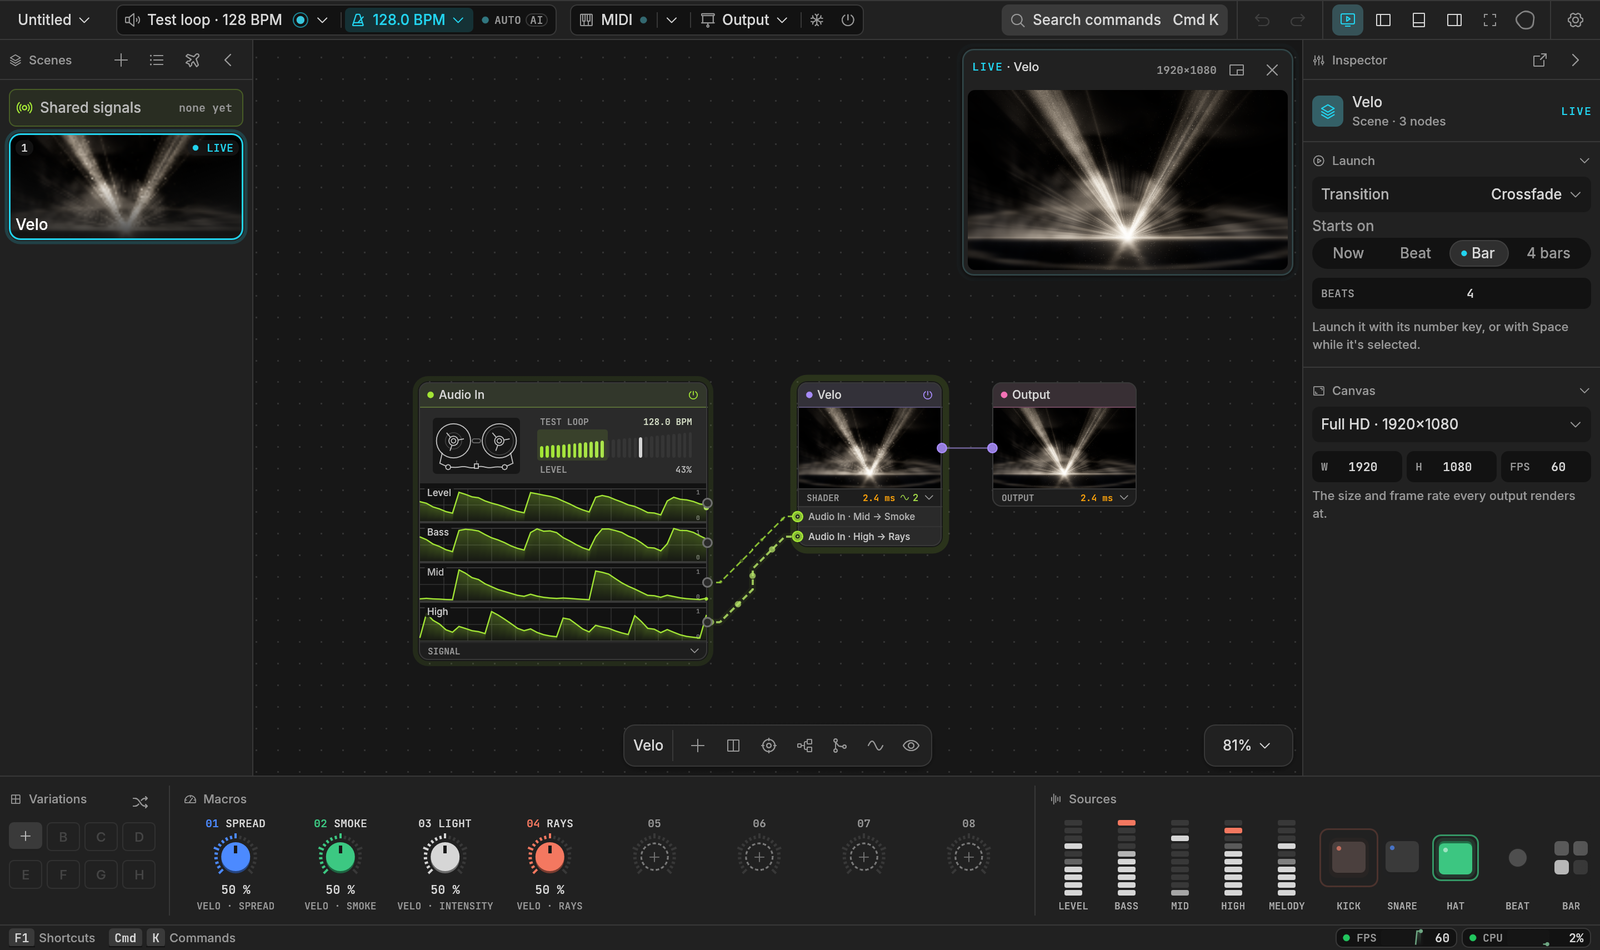 Untitled
Test loop · 128 BPM
128.0 BPM
AUTO AI
MIDI
Output
Search commands Cmd K
Scenes
Shared signals none yet
1 LIVE
Velo
LIVE · Velo 1920×1080
Audio In
TEST LOOP 128.0 BPM
LEVEL 43%
Level 1
0
Bass 1
0
Mid 1
0
High 1
0
SIGNAL
Velo
SHADER 2.4 ms 2
Audio In · Mid → Smoke
Audio In · High → Rays
Output
OUTPUT 2.4 ms
Velo
81%
Inspector
Velo
Scene · 3 nodes
LIVE
Launch
Transition Crossfade
Starts on
Now Beat Bar 4 bars
BEATS 4
Launch it with its number key, or with Space
while it's selected.
Canvas
Full HD · 1920×1080
W 1920 H 1080 FPS 60
The size and frame rate every output renders
at.
Variations
+ B C D
E F G H
Macros
01 SPREAD 02 SMOKE 03 LIGHT 04 RAYS 05 06 07 08
50 % 50 % 50 % 50 %
VELO · SPREAD VELO · SMOKE VELO · INTENSITY VELO · RAYS
Sources
LEVEL BASS MID HIGH MELODY KICK SNARE HAT BEAT BAR
F1 Shortcuts Cmd K Commands
FPS 60 CPU 2%